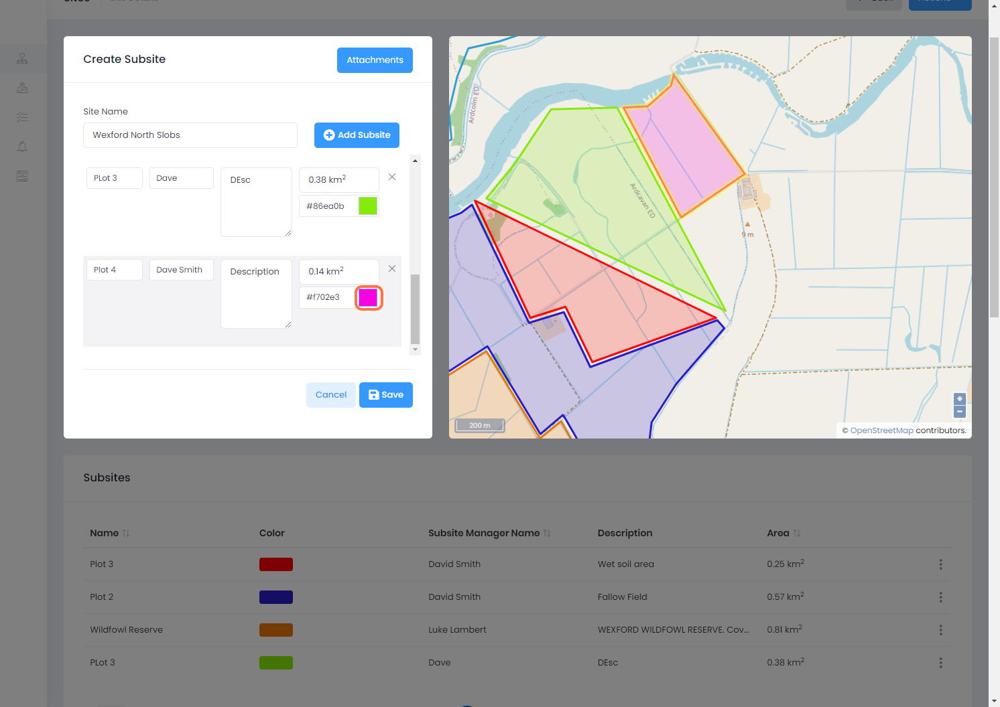 Create Subsite
Attachments
Site Name
Wexford North Slobs
Add Subsite
PLot 3
Dave
DEsc
0.38 km²
#86ea0b
Plot 4
Dave Smith
Description
0.14 km²
#f702e3
Cancel
Save
Ardcolm ED
Ardcavan ED
9 m
200 m
+
−
© OpenStreetMap contributors.
Subsites
Name
Color
Subsite Manager Name
Description
Area
Plot 3
David Smith
Wet soil area
0.25 km²
Plot 2
David Smith
Fallow Field
0.57 km²
Wildfowl Reserve
Luke Lambert
WEXFORD WILDFOWL RESERVE. Cov...
0.81 km²
PLot 3
Dave
DEsc
0.38 km²